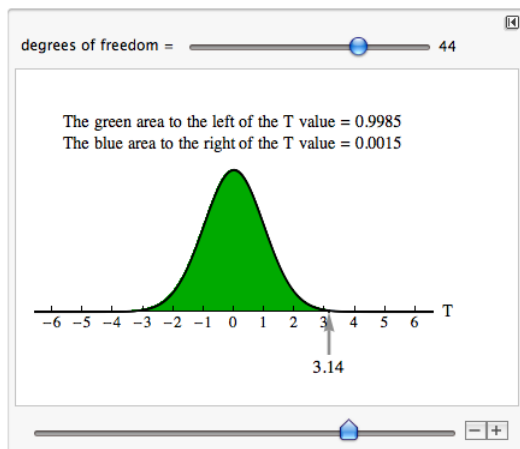 degrees of freedom = 44
The green area to the left of the T value = 0.9985
The blue area to the right of the T value = 0.0015
−6 −5 −4 −3 −2 −1 0 1 2 3 4 5 6 T
3.14